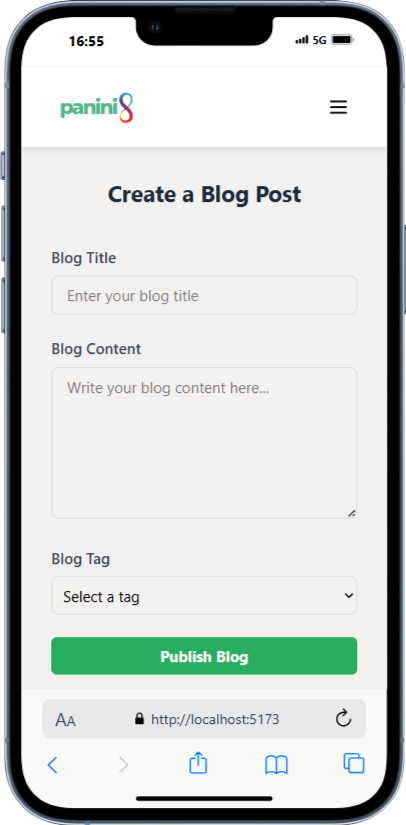 16:55
5G
panini8
Create a Blog Post
Blog Title
Enter your blog title
Blog Content
Write your blog content here...
Blog Tag
Select a tag
Publish Blog
AA
http://localhost:5173